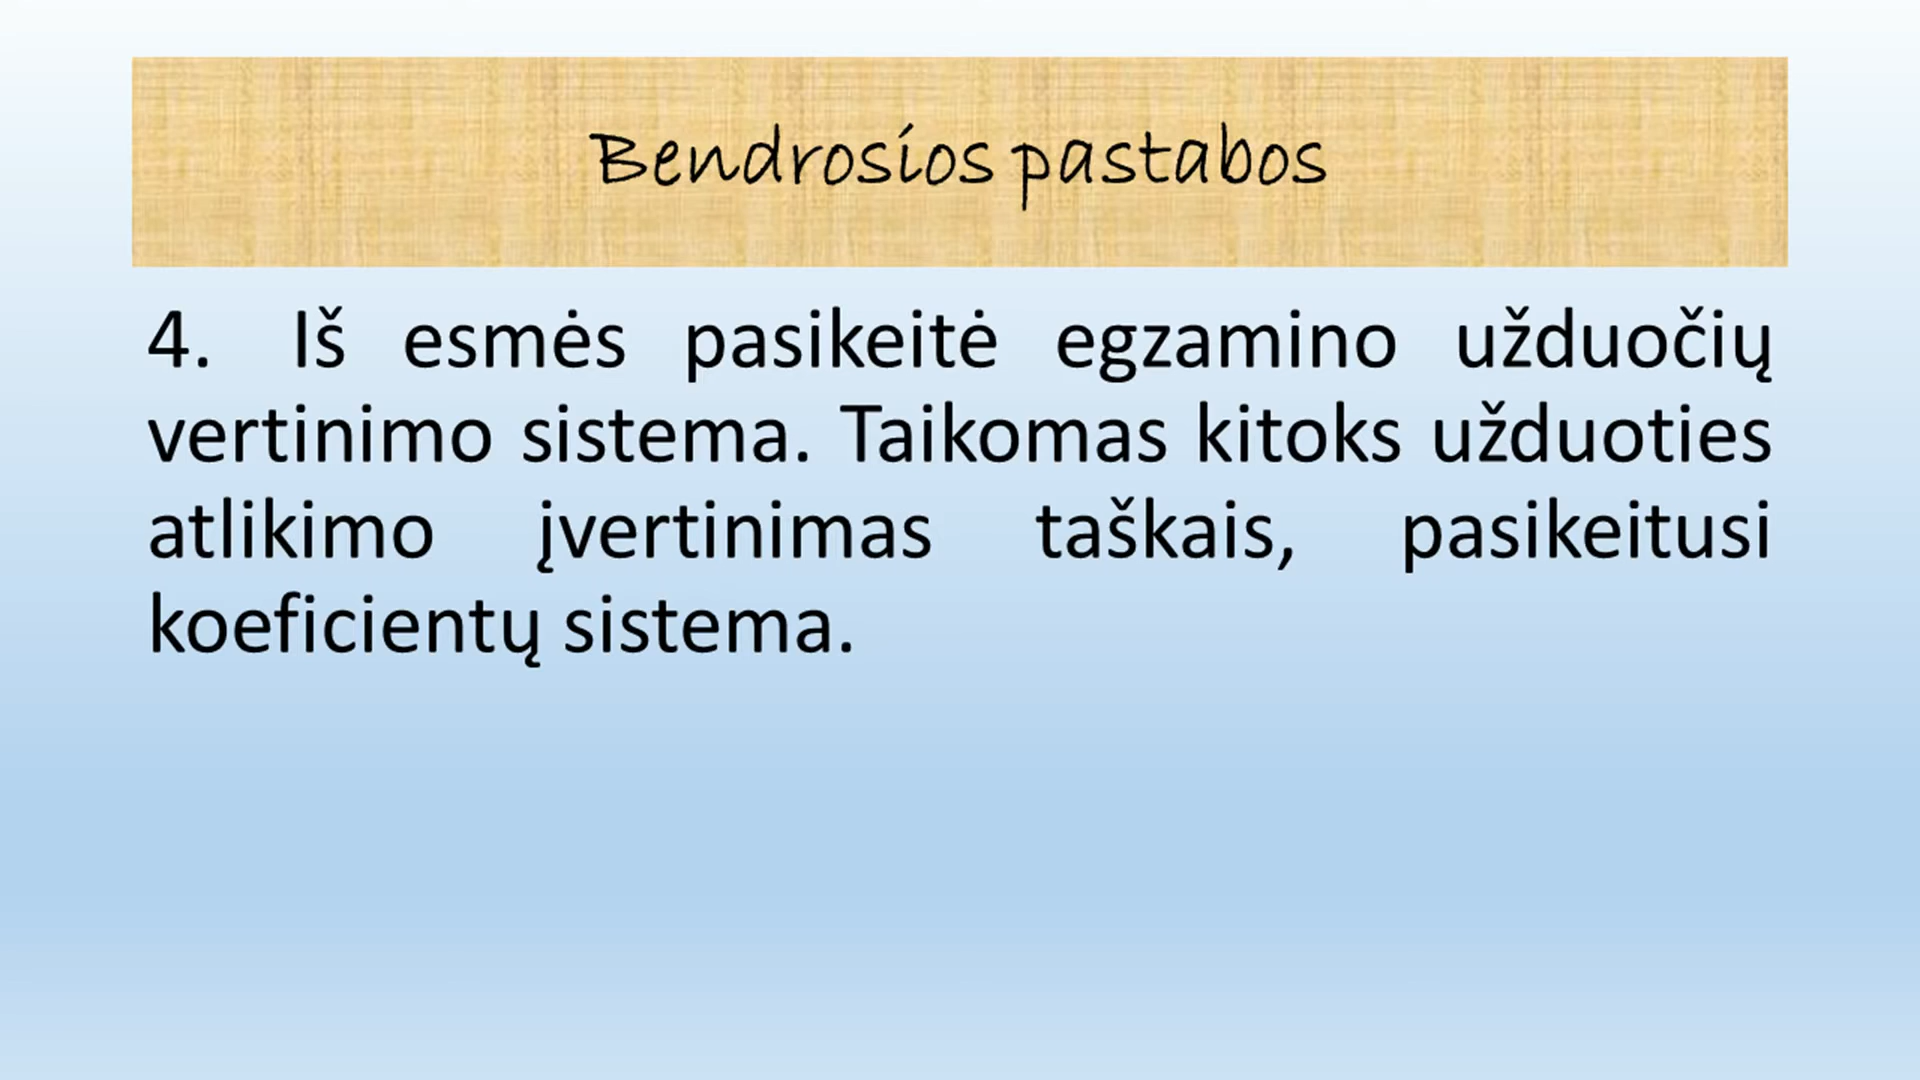 Bendrosios pastabos
4. Iš esmės pasikeitė egzamino užduočių
vertinimo sistema. Taikomas kitoks užduoties
atlikimo įvertinimas taškais, pasikeitusi
koeficientų sistema.